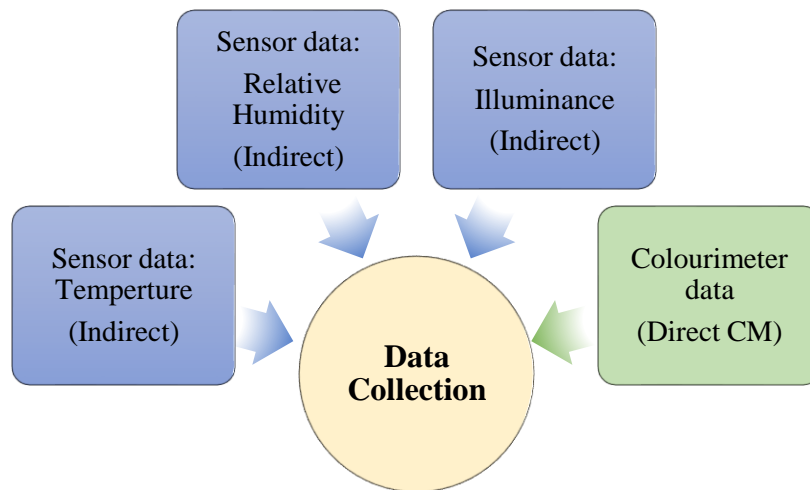 Sensor data:
Relative
Humidity
(Indirect)
Sensor data:
Illuminance
(Indirect)
Sensor data:
Temperture
(Indirect)
Colourimeter
data
(Direct CM)
Data
Collection